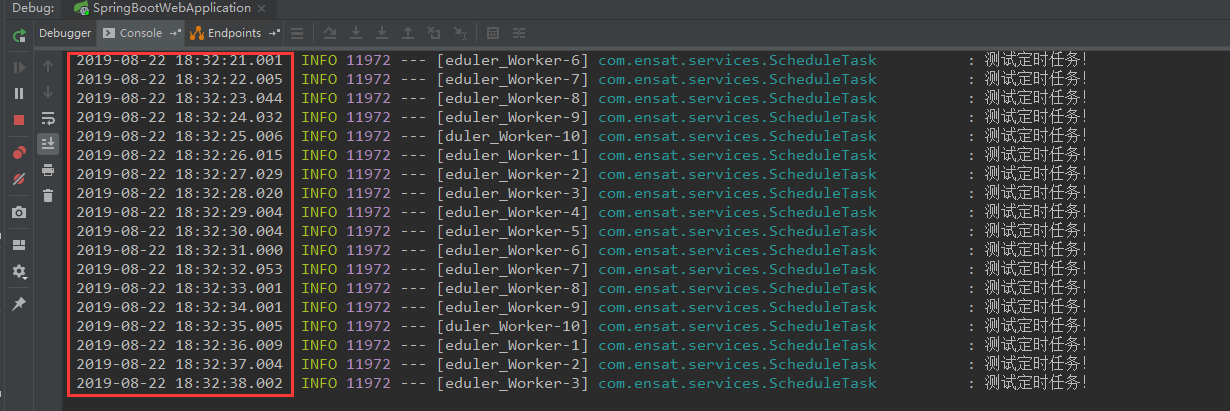 Debug: SpringBootWebApplication ×
Debugger Console Endpoints
2019-08-22 18:32:21.001 INFO 11972 --- [eduler_Worker-6] com.ensat.services.ScheduleTask : 测试定时任务!
2019-08-22 18:32:22.005 INFO 11972 --- [eduler_Worker-7] com.ensat.services.ScheduleTask : 测试定时任务!
2019-08-22 18:32:23.044 INFO 11972 --- [eduler_Worker-8] com.ensat.services.ScheduleTask : 测试定时任务!
2019-08-22 18:32:24.032 INFO 11972 --- [eduler_Worker-9] com.ensat.services.ScheduleTask : 测试定时任务!
2019-08-22 18:32:25.006 INFO 11972 --- [duler_Worker-10] com.ensat.services.ScheduleTask : 测试定时任务!
2019-08-22 18:32:26.015 INFO 11972 --- [eduler_Worker-1] com.ensat.services.ScheduleTask : 测试定时任务!
2019-08-22 18:32:27.029 INFO 11972 --- [eduler_Worker-2] com.ensat.services.ScheduleTask : 测试定时任务!
2019-08-22 18:32:28.020 INFO 11972 --- [eduler_Worker-3] com.ensat.services.ScheduleTask : 测试定时任务!
2019-08-22 18:32:29.004 INFO 11972 --- [eduler_Worker-4] com.ensat.services.ScheduleTask : 测试定时任务!
2019-08-22 18:32:30.004 INFO 11972 --- [eduler_Worker-5] com.ensat.services.ScheduleTask : 测试定时任务!
2019-08-22 18:32:31.000 INFO 11972 --- [eduler_Worker-6] com.ensat.services.ScheduleTask : 测试定时任务!
2019-08-22 18:32:32.053 INFO 11972 --- [eduler_Worker-7] com.ensat.services.ScheduleTask : 测试定时任务!
2019-08-22 18:32:33.001 INFO 11972 --- [eduler_Worker-8] com.ensat.services.ScheduleTask : 测试定时任务!
2019-08-22 18:32:34.001 INFO 11972 --- [eduler_Worker-9] com.ensat.services.ScheduleTask : 测试定时任务!
2019-08-22 18:32:35.005 INFO 11972 --- [duler_Worker-10] com.ensat.services.ScheduleTask : 测试定时任务!
2019-08-22 18:32:36.009 INFO 11972 --- [eduler_Worker-1] com.ensat.services.ScheduleTask : 测试定时任务!
2019-08-22 18:32:37.004 INFO 11972 --- [eduler_Worker-2] com.ensat.services.ScheduleTask : 测试定时任务!
2019-08-22 18:32:38.002 INFO 11972 --- [eduler_Worker-3] com.ensat.services.ScheduleTask : 测试定时任务!